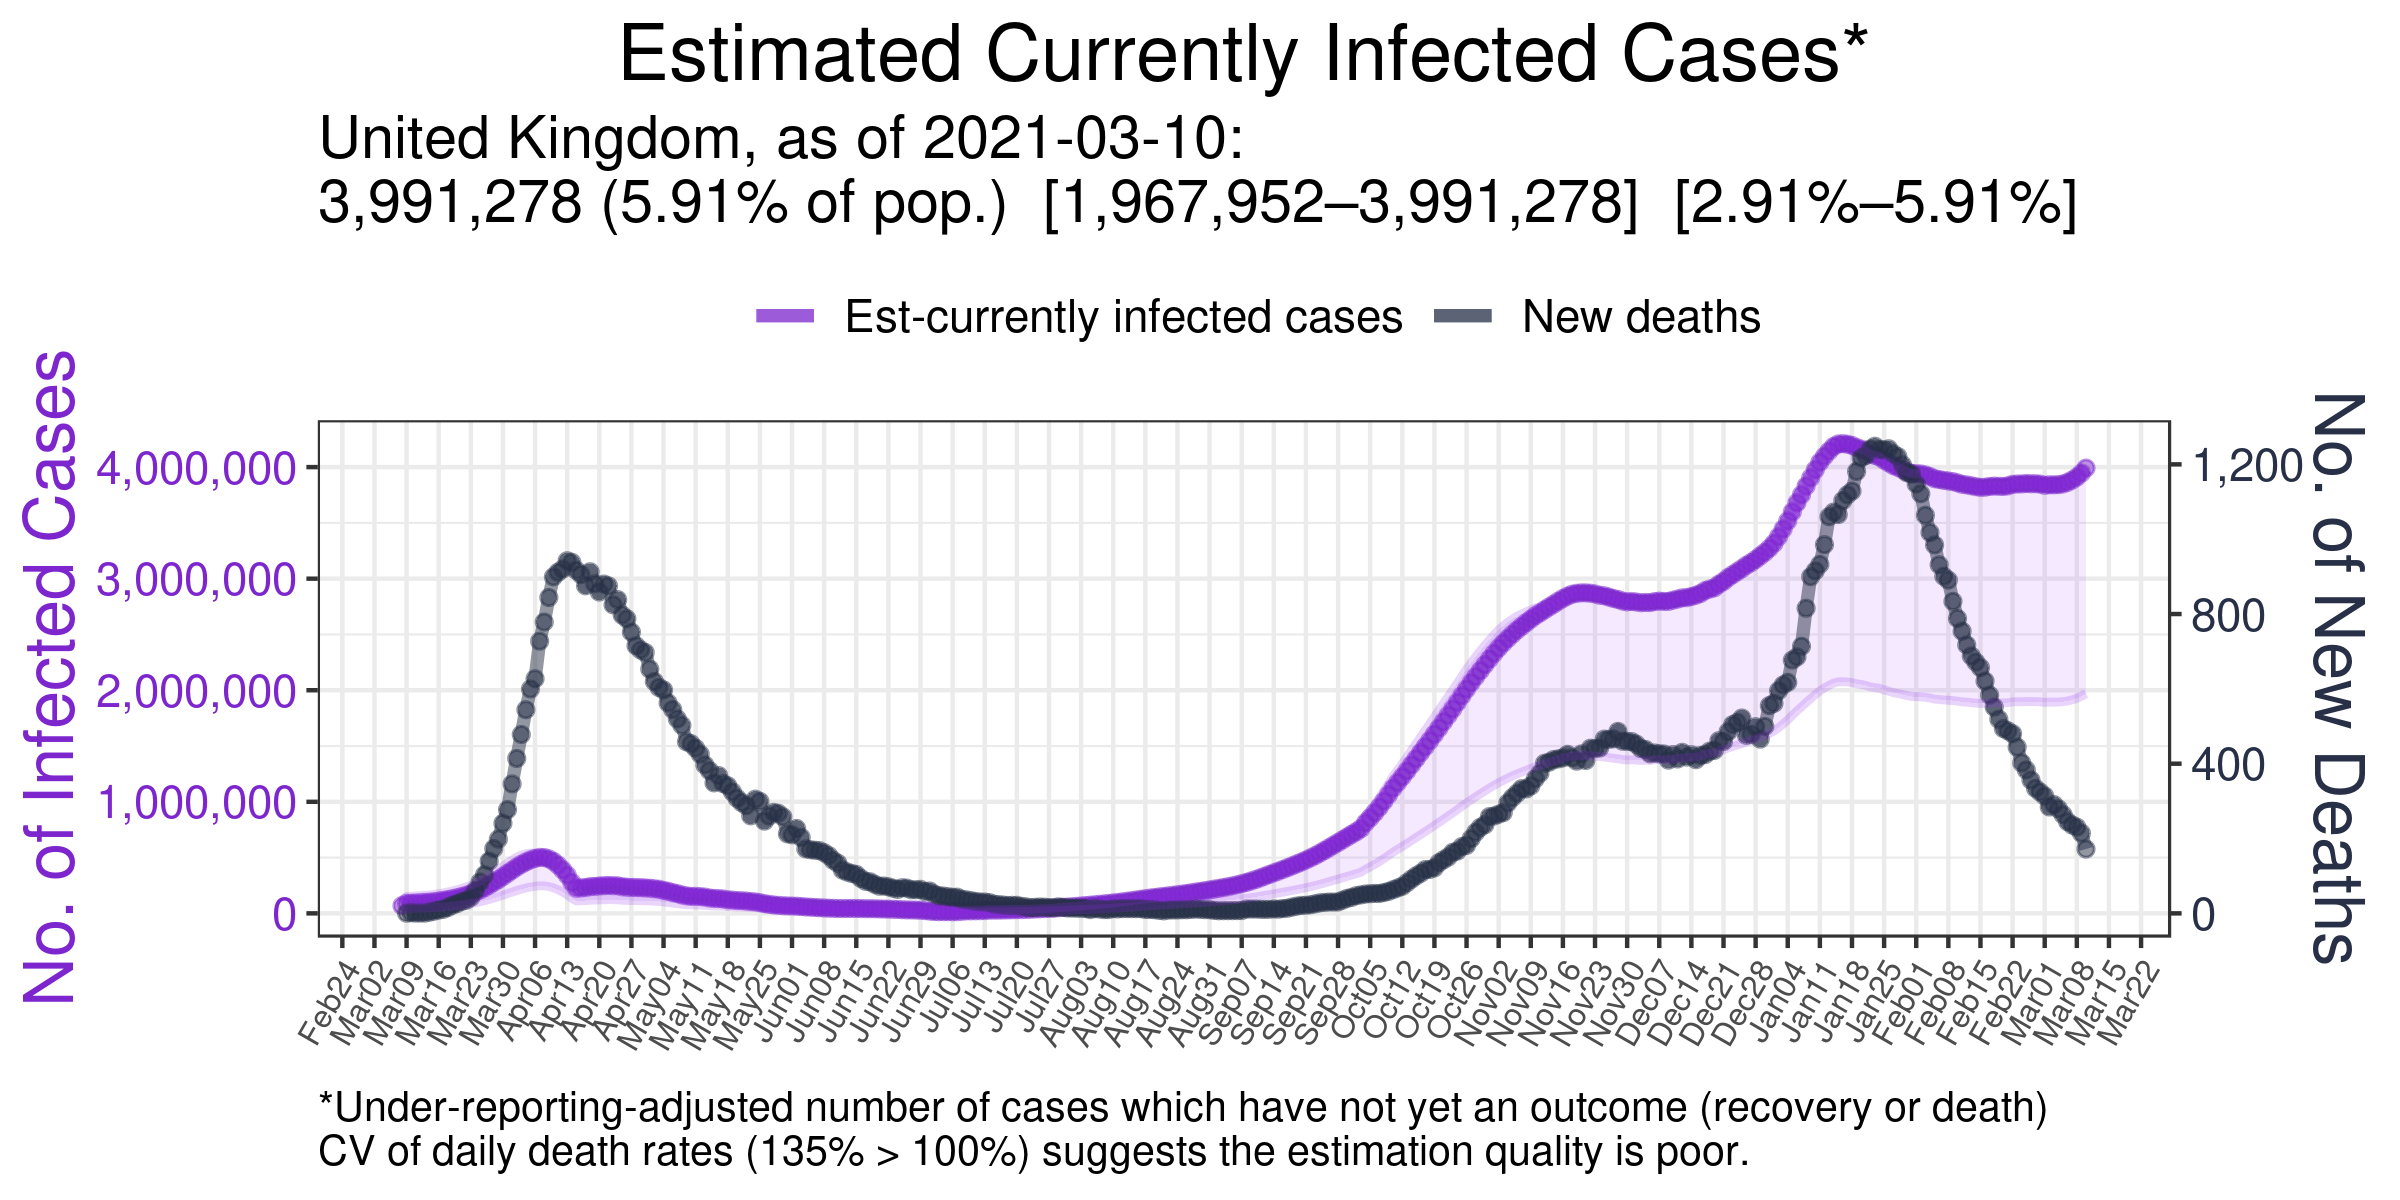 Estimated Currently Infected Cases*
United Kingdom, as of 2021-03-10:
3,991,278 (5.91% of pop.) [1,967,952–3,991,278] [2.91%–5.91%]
Est-currently infected cases
New deaths
No. of Infected Cases
4,000,000
3,000,000
2,000,000
1,000,000
0
1,200
800
400
0
No. of New Deaths
Feb24
Mar02
Mar09
Mar16
Mar23
Mar30
Apr06
Apr13
Apr20
Apr27
May04
May11
May18
May25
Jun01
Jun08
Jun15
Jun22
Jun29
Jul06
Jul13
Jul20
Jul27
Aug03
Aug10
Aug17
Aug24
Aug31
Sep07
Sep14
Sep21
Sep28
Oct05
Oct12
Oct19
Oct26
Nov02
Nov09
Nov16
Nov23
Nov30
Dec07
Dec14
Dec21
Dec28
Jan04
Jan11
Jan18
Jan25
Feb01
Feb08
Feb15
Feb22
Mar01
Mar08
Mar15
Mar22
*Under-reporting-adjusted number of cases which have not yet an outcome (recovery or death)
CV of daily death rates (135% > 100%) suggests the estimation quality is poor.